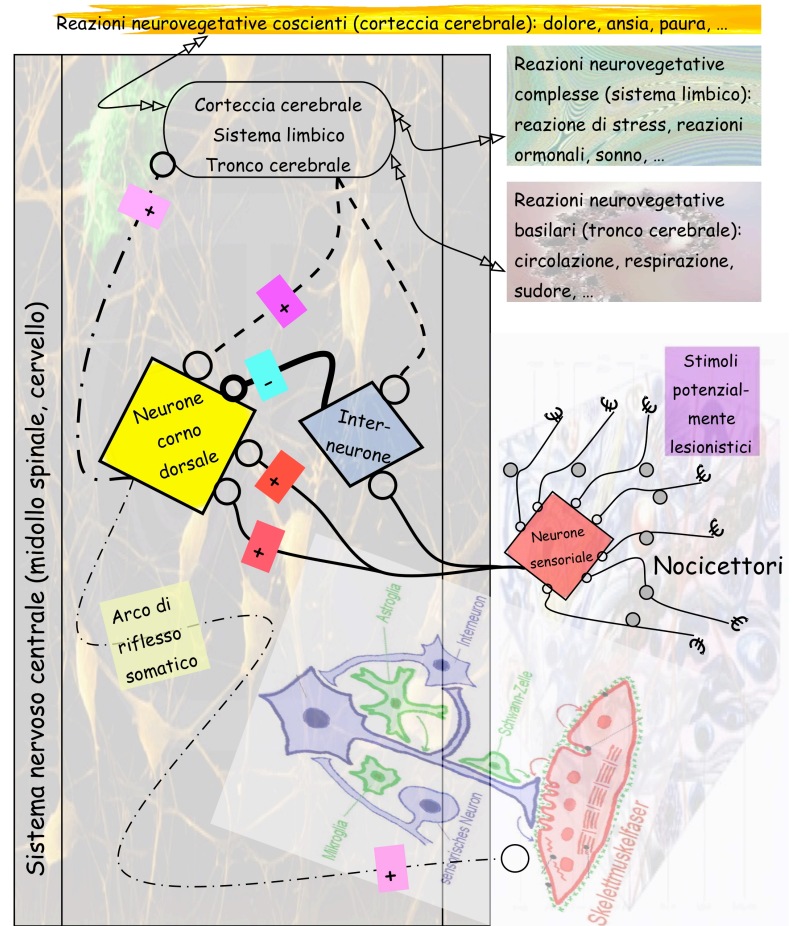 Reazioni neurovegetative coscienti (corteccia cerebrale): dolore, ansia, paura, …
Corteccia cerebrale
Sistema limbico
Tronco cerebrale
Reazioni neurovegetative
complesse (sistema limbico):
reazione di stress, reazioni
ormonali, sonno, …
Reazioni neurovegetative
basilari (tronco cerebrale):
circolazione, respirazione,
sudore, …
+
+
-
Sistema nervoso centrale (midollo spinale, cervello)
Neurone
corno
dorsale
Inter-
neurone
Stimoli
potenzial-
mente
lesionistici
+
+
Neurone
sensoriale
Nocicettori
Arco di
riflesso
somatico
Astroglia
Interneuron
Schwann-Zelle
Mikroglia
sensorisches Neuron
Skelettmuskelfaser
+